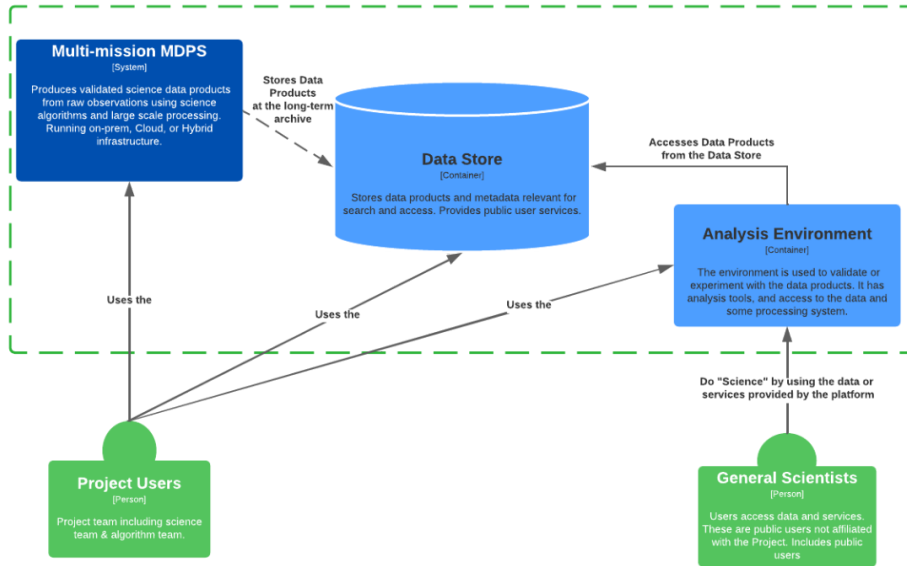 Multi-mission MDPS
[System]
Produces validated science data products
from raw observations using science
algorithms and large scale processing.
Running on-prem, Cloud, or Hybrid
infrastructure.
Stores Data
Products
at the long-term
archive
Data Store
[Container]
Stores data products and metadata relevant for
search and access. Provides public user services.
Accesses Data Products
from the Data Store
Analysis Environment
[Container]
The environment is used to validate or
experiment with the data products. It has
analysis tools, and access to the data and
some processing system.
Uses the
Uses the
Uses the
Do "Science" by using the data or
services provided by the platform
Project Users
[Person]
Project team including science
team & algorithm team.
General Scientists
[Person]
Users access data and services.
These are public users not affiliated
with the Project. Includes public
users